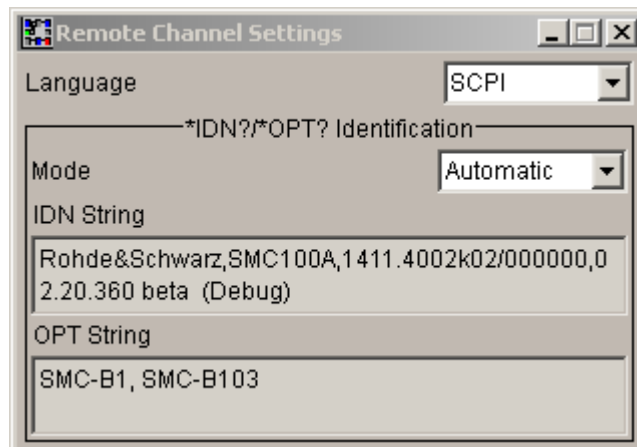 Remote Channel Settings
Language SCPI
*IDN?/*OPT? Identification
Mode Automatic
IDN String
Rohde&Schwarz,SMC100A,1411.4002k02/000000,0
2.20.360 beta  (Debug)
OPT String
SMC-B1, SMC-B103